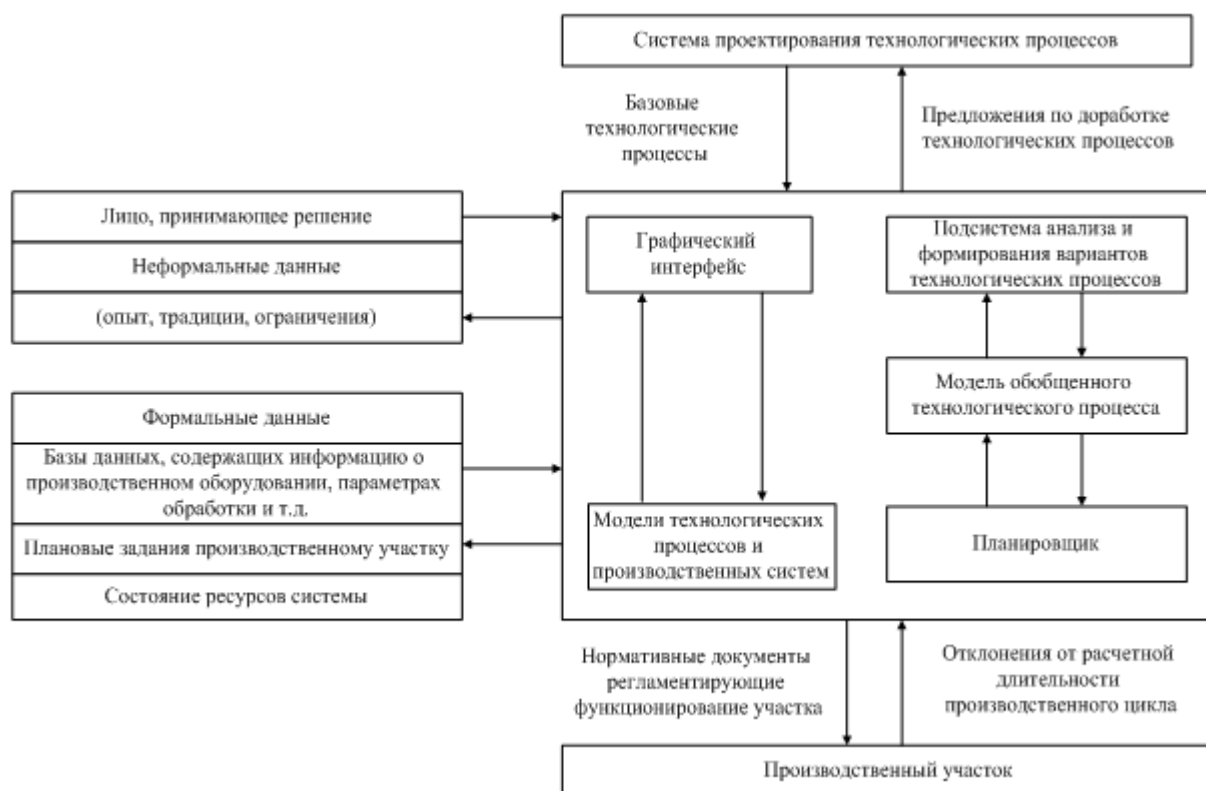 Система проектирования технологических процессов
Базовые
технологические
процессы
Предложения по доработке
технологических процессов
Лицо, принимающее решение
Неформальные данные
(опыт, традиции, ограничения)
Формальные данные
Базы данных, содержащих информацию о
производственном оборудовании, параметрах
обработки и т.д.
Плановые задания производственному участку
Состояние ресурсов системы
Графический
интерфейс
Модели технологических
процессов и
производственных систем
Подсистема анализа и
формирования вариантов
технологических процессов
Модель обобщенного
технологического процесса
Планировщик
Нормативные документы
регламентирующие
функционирование участка
Отклонения от расчетной
длительности
производственного цикла
Производственный участок